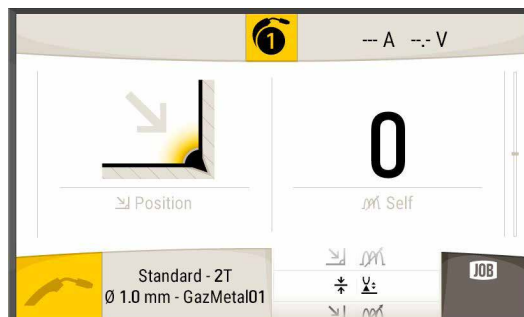 1
--- A --.- V
0
Position
Self
Standard - 2T
Ø 1.0 mm - GazMetal01
JOB